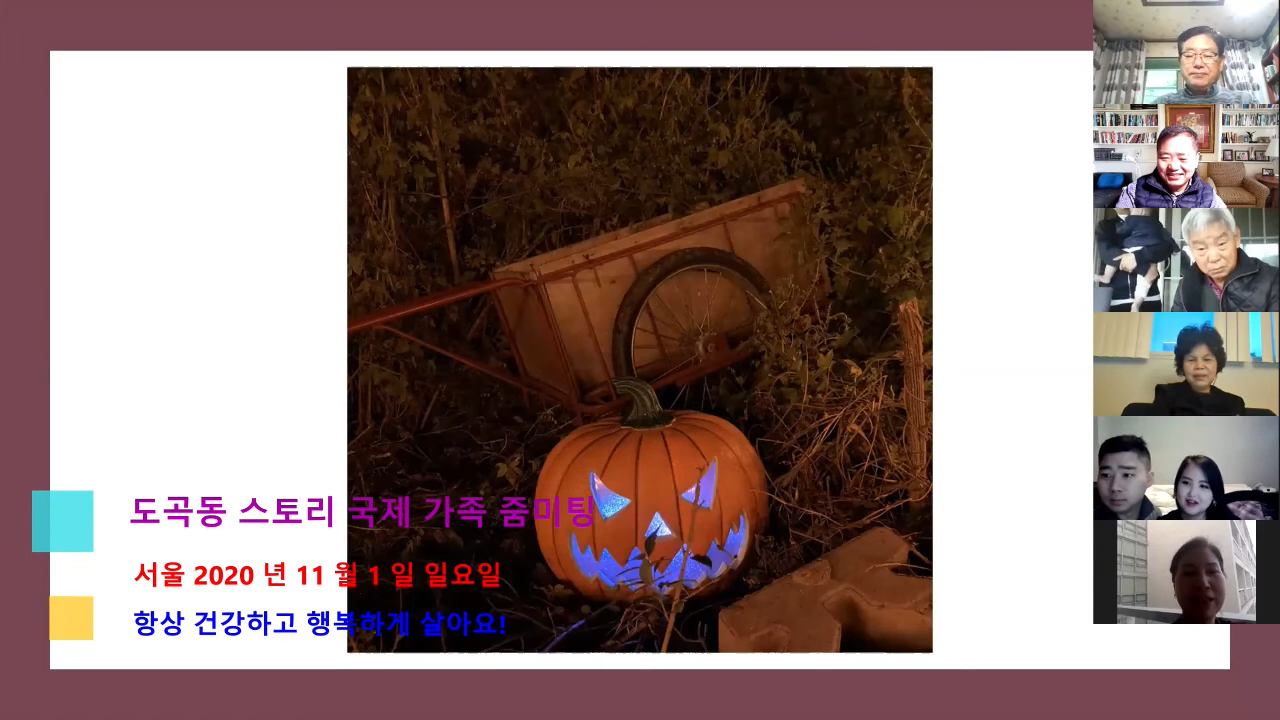 도곡동 스토리 국제 가족 줌미팅
서울 2020 년 11 월 1 일 일요일
항상 건강하고 행복하게 살아요!